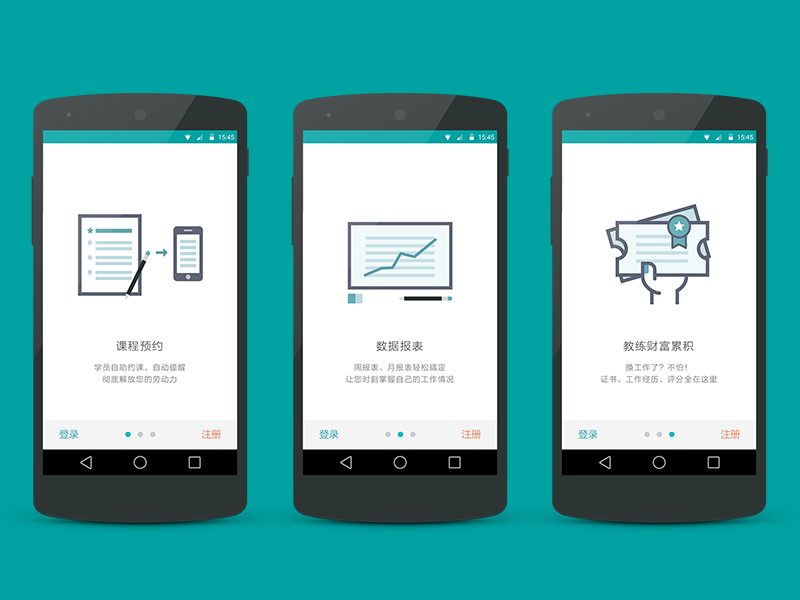 15:45
课程预约
学员自助约课、自动提醒
彻底解放您的劳动力
登录
注册
15:45
数据报表
周报表、月报表轻松搞定
让您时刻掌握自己的工作情况
登录
注册
15:45
教练财富累积
换工作了？不怕！
证书、工作经历、评分全在这里
登录
注册